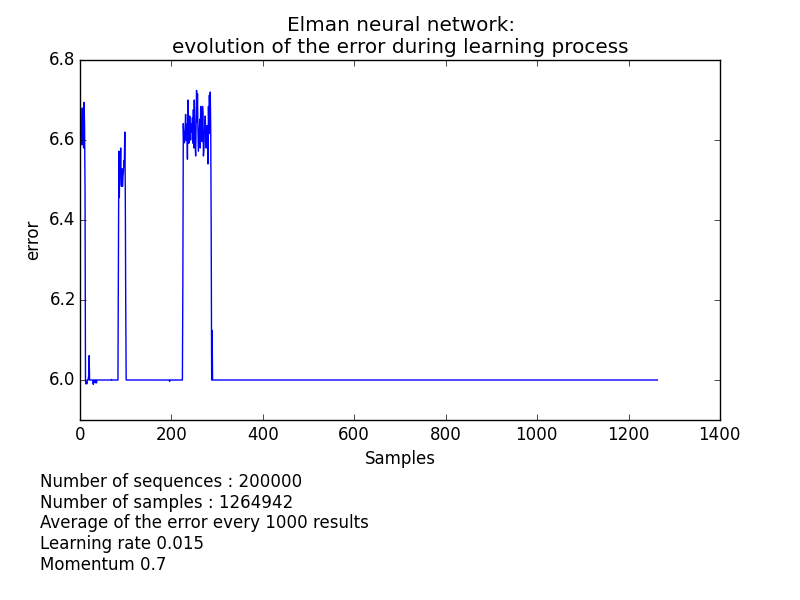 Elman neural network:
evolution of the error during learning process
6.8
6.6
6.4
6.2
6.0
error
0 200 400 600 800 1000 1200 1400
Samples
Number of sequences : 200000
Number of samples : 1264942
Average of the error every 1000 results
Learning rate 0.015
Momentum 0.7